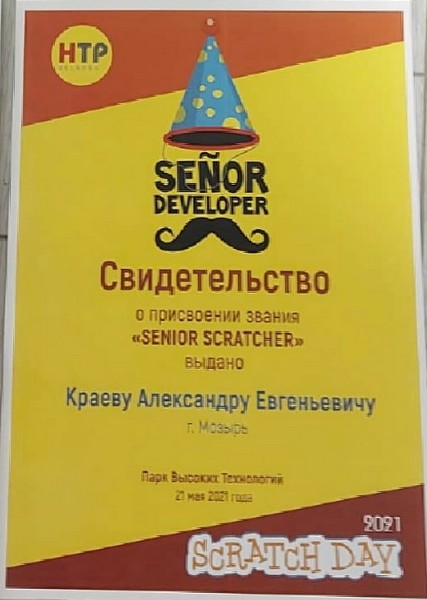 HTP
BELARUS
SEÑOR
DEVELOPER
Свидетельство
о присвоении звания
«SENIOR SCRATCHER»
выдано
Краеву Александру Евгеньевичу
г. Мозырь
Парк Высоких Технологий
21 мая 2021 года
2021
SCRATCH DAY